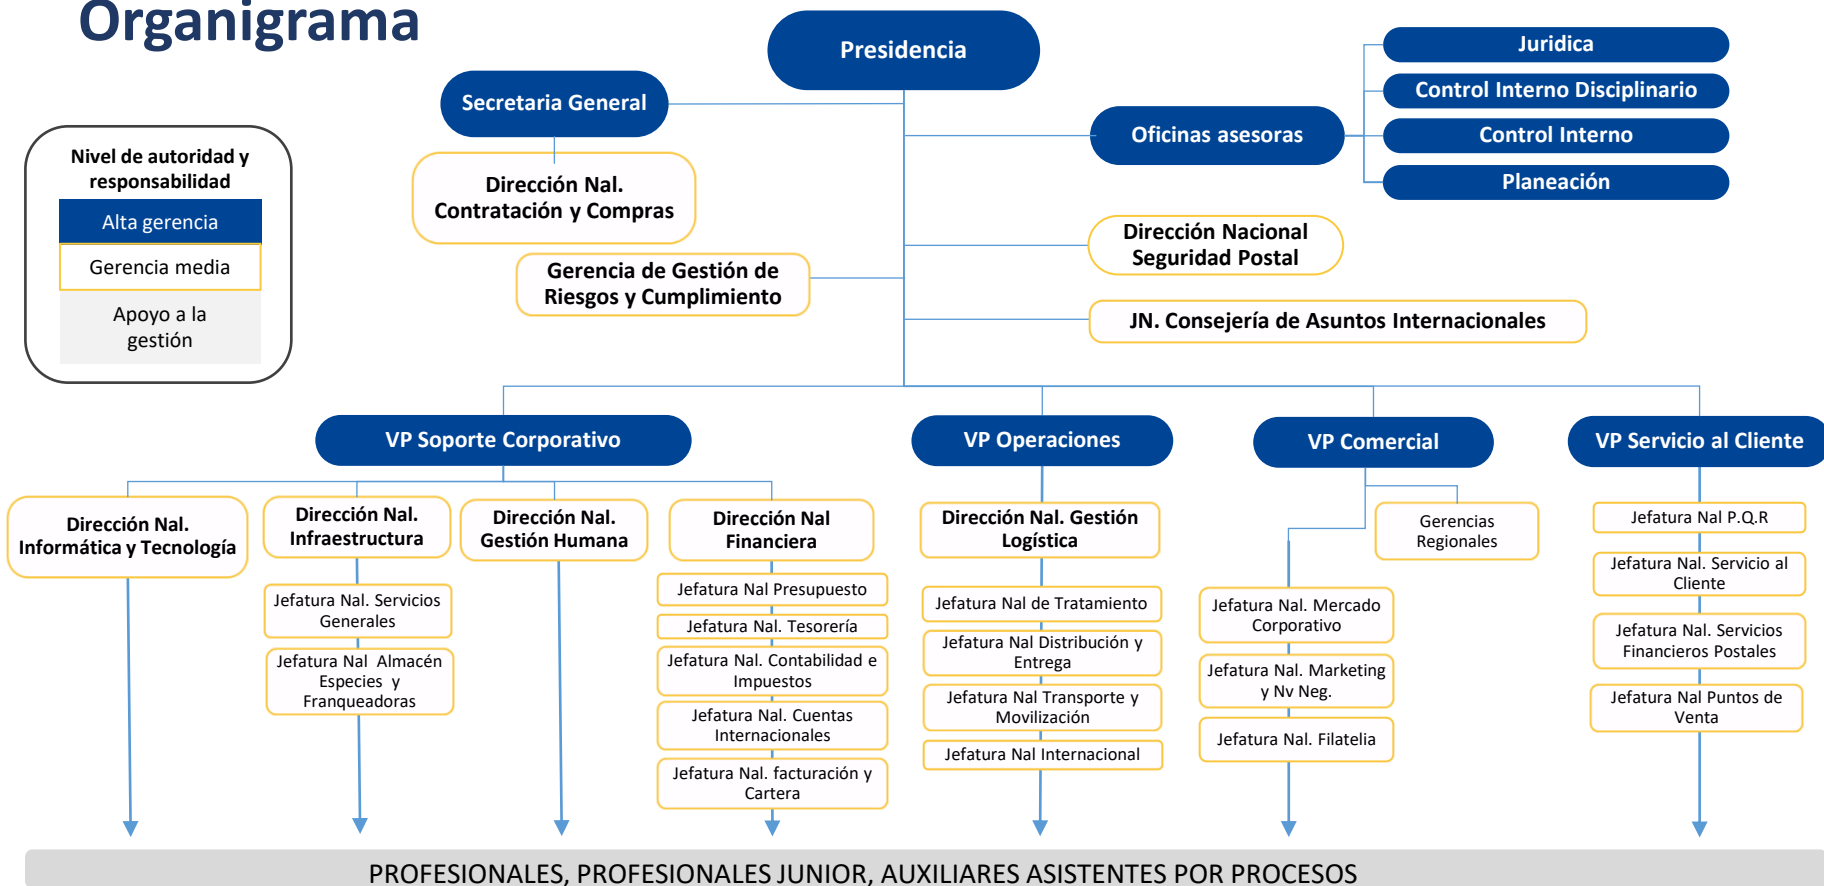 Organigrama
Presidencia
Secretaria General
Dirección Nal.
Contratación y Compras
Gerencia de Gestión de
Riesgos y Cumplimiento
Oficinas asesoras
Juridica
Control Interno Disciplinario
Control Interno
Planeación
Dirección Nacional
Seguridad Postal
JN. Consejería de Asuntos Internacionales
Nivel de autoridad y
responsabilidad
Alta gerencia
Gerencia media
Apoyo a la
gestión
VP Soporte Corporativo
VP Operaciones
VP Comercial
VP Servicio al Cliente
Dirección Nal.
Informática y Tecnología
Dirección Nal.
Infraestructura
Jefatura Nal. Servicios
Generales
Jefatura Nal Almacén
Especies y
Franqueadoras
Dirección Nal.
Gestión Humana
Dirección Nal
Financiera
Jefatura Nal Presupuesto
Jefatura Nal. Tesorería
Jefatura Nal. Contabilidad e
Impuestos
Jefatura Nal. Cuentas
Internacionales
Jefatura Nal. facturación y
Cartera
Dirección Nal. Gestión
Logística
Jefatura Nal de Tratamiento
Jefatura Nal Distribución y
Entrega
Jefatura Nal Transporte y
Movilización
Jefatura Nal Internacional
Gerencias
Regionales
Jefatura Nal. Mercado
Corporativo
Jefatura Nal. Marketing
y Nv Neg.
Jefatura Nal. Filatelia
Jefatura Nal P.Q.R
Jefatura Nal. Servicio al
Cliente
Jefatura Nal. Servicios
Financieros Postales
Jefatura Nal Puntos de
Venta
PROFESIONALES, PROFESIONALES JUNIOR, AUXILIARES ASISTENTES POR PROCESOS